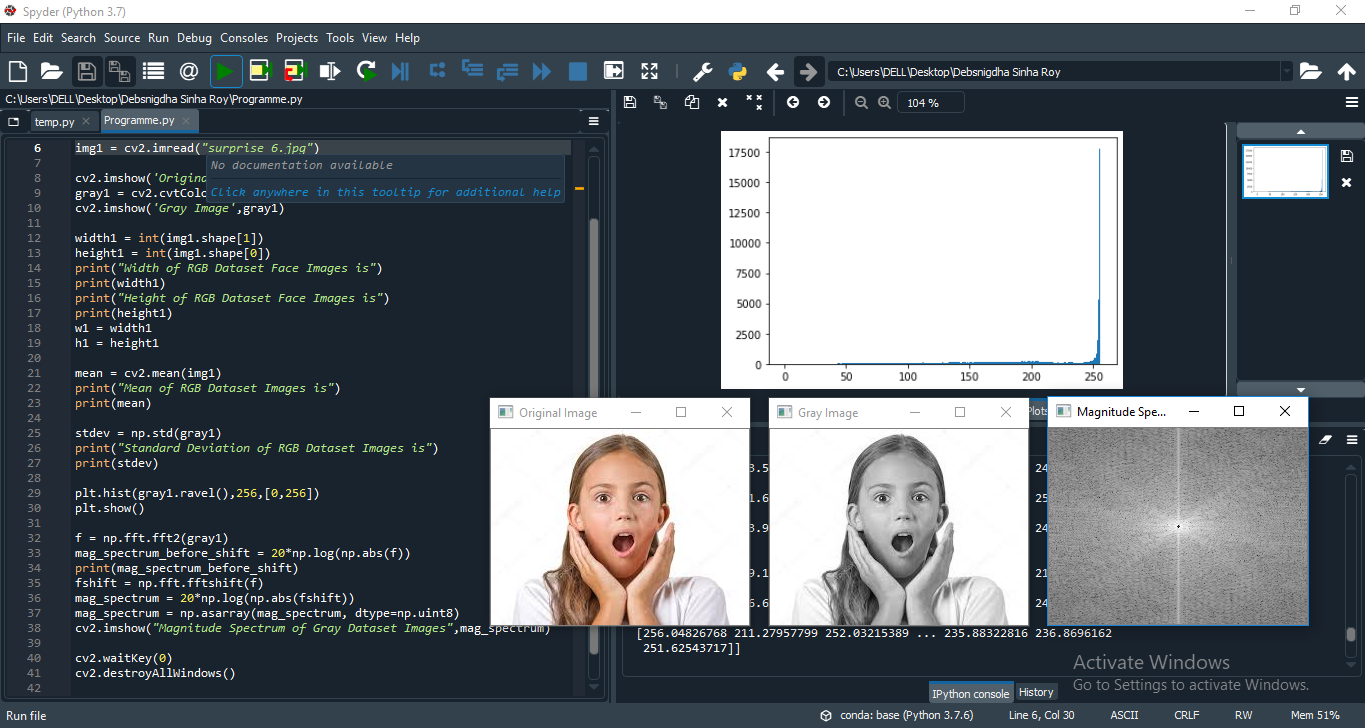 Spyder (Python 3.7)
File Edit Search Source Run Debug Consoles Projects Tools View Help
C:\Users\DELL\Desktop\Debsnigdha Sinha Roy
C:\Users\DELL\Desktop\Debsnigdha Sinha Roy\Programme.py
temp.py Programme.py
104 %
6 img1 = cv2.imread("surprise 6.jpg")
No documentation available
7
8 cv2.imshow('Origina
Click anywhere in this tooltip for additional help
9 gray1 = cv2.cvtColo
10 cv2.imshow('Gray Image',gray1)
11
12 width1 = int(img1.shape[1])
13 height1 = int(img1.shape[0])
14 print("Width of RGB Dataset Face Images is")
15 print(width1)
16 print("Height of RGB Dataset Face Images is")
17 print(height1)
18 w1 = width1
19 h1 = height1
20
21 mean = cv2.mean(img1)
22 print("Mean of RGB Dataset Images is")
23 print(mean)
24
25 stdev = np.std(gray1)
26 print("Standard Deviation of RGB Dataset Images is")
27 print(stdev)
28
29 plt.hist(gray1.ravel(),256,[0,256])
30 plt.show()
31
32 f = np.fft.fft2(gray1)
33 mag_spectrum_before_shift = 20*np.log(np.abs(f))
34 print(mag_spectrum_before_shift)
35 fshift = np.fft.fftshift(f)
36 mag_spectrum = 20*np.log(np.abs(fshift))
37 mag_spectrum = np.asarray(mag_spectrum, dtype=np.uint8)
38 cv2.imshow("Magnitude Spectrum of Gray Dataset Images",mag_spectrum)
39
40 cv2.waitKey(0)
41 cv2.destroyAllWindows()
42
17500
15000
12500
10000
7500
5000
2500
0
0 50 100 150 200 250
Original Image
Gray Image
Plots
Magnitude Spe...
3.5 24
1.6 25
3.9 24
9.1 21
6.6 24
[256.04826768 211.27957799 252.03215389 ... 235.88322816 236.8696162
251.62543717]]
Activate Windows
Go to Settings to activate Windows.
IPython console History
Run file
conda: base (Python 3.7.6) Line 6, Col 30 ASCII CRLF RW Mem 51%